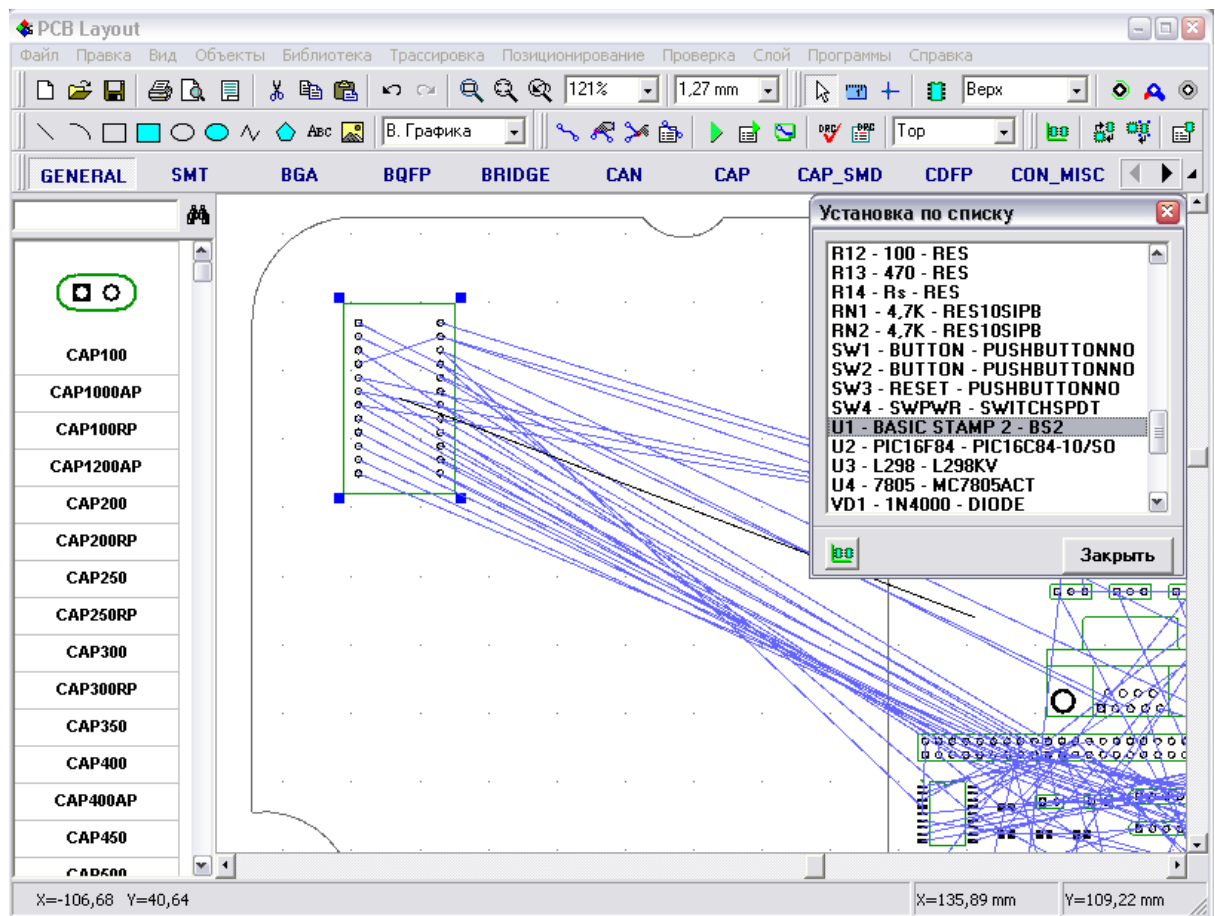 PCB Layout
Файл Правка Вид Объекты Библиотека Трассировка Позиционирование Проверка Слой Программы Справка
121% 1,27 mm Верх
АВС В. Графика DRC DRC Top
GENERAL SMT BGA BQFP BRIDGE CAN CAP CAP_SMD CDFP CON_MISC
Установка по списку
R12 - 100 - RES
R13 - 470 - RES
R14 - Rs - RES
RN1 - 4,7K - RES10SIPB
RN2 - 4,7K - RES10SIPB
SW1 - BUTTON - PUSHBUTTONNO
SW2 - BUTTON - PUSHBUTTONNO
SW3 - RESET - PUSHBUTTONNO
SW4 - SWPWR - SWITCHSPDT
U1 - BASIC STAMP 2 - BS2
U2 - PIC16F84 - PIC16C84-10/SO
U3 - L298 - L298KV
U4 - 7805 - MC7805ACT
VD1 - 1N4000 - DIODE
Закрыть
CAP100
CAP1000AP
CAP100RP
CAP1200AP
CAP200
CAP200RP
CAP250
CAP250RP
CAP300
CAP300RP
CAP350
CAP400
CAP400AP
CAP450
CAP500
X=-106,68 Y=40,64 X=135,89 mm Y=109,22 mm